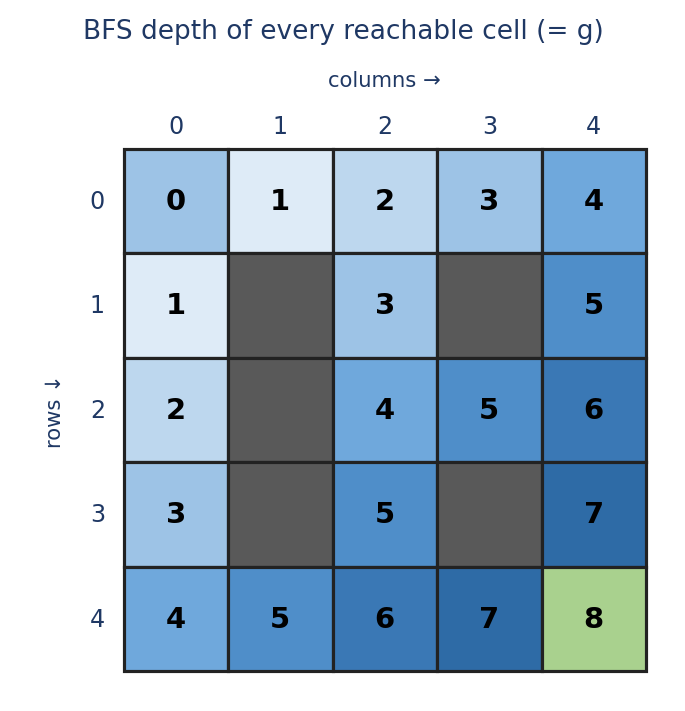 BFS depth of every reachable cell (= g)
columns →
0 1 2 3 4
0 0 1 2 3 4
1 1 3 5
rows ↓
2 2 4 5 6
3 3 5 7
4 4 5 6 7 8